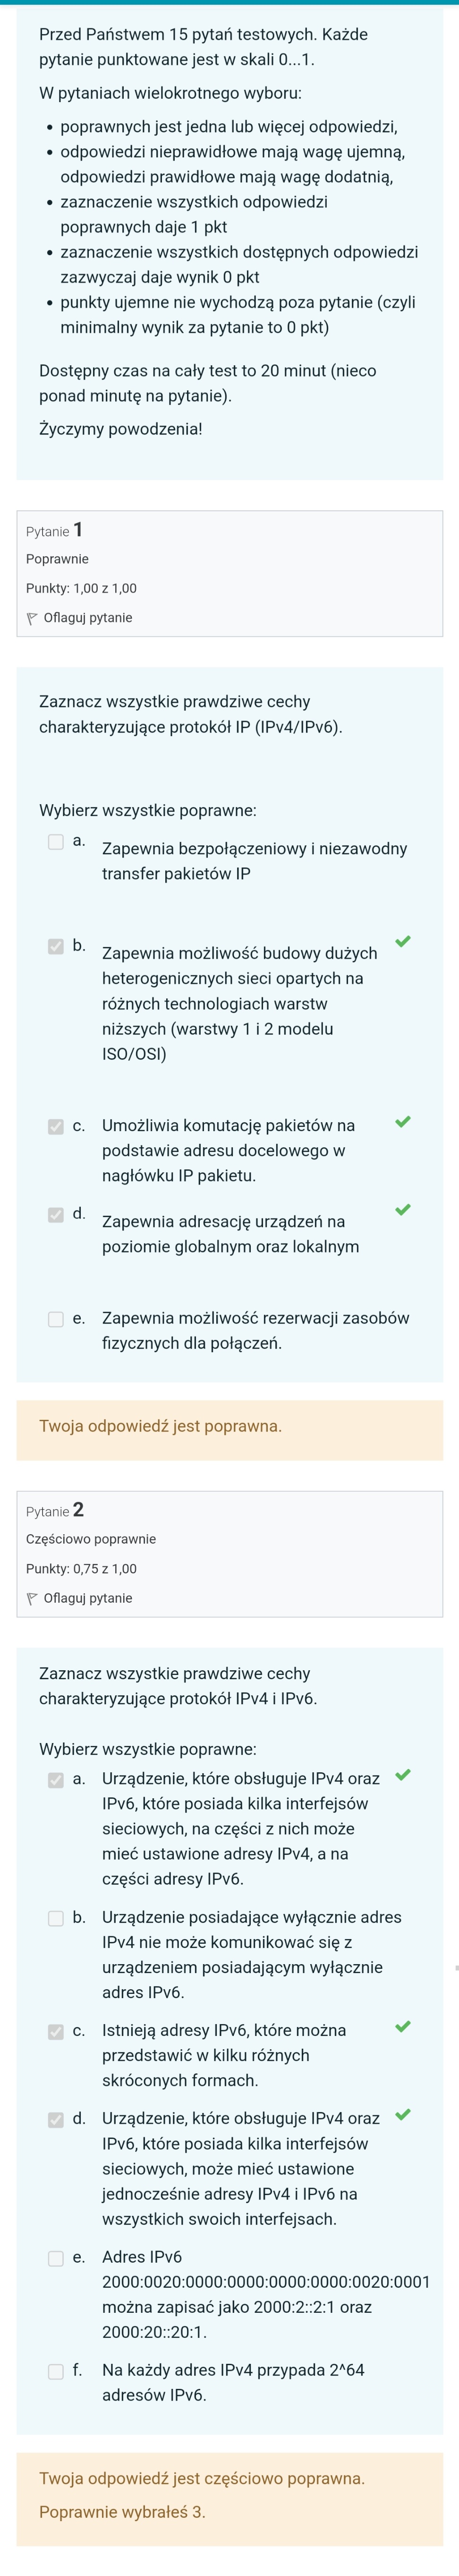 Przed Państwem 15 pytań testowych. Każde
pytanie punktowane jest w skali 0...1.
W pytaniach wielokrotnego wyboru:
• poprawnych jest jedna lub więcej odpowiedzi,
• odpowiedzi nieprawidłowe mają wagę ujemną,
odpowiedzi prawidłowe mają wagę dodatnią,
• zaznaczenie wszystkich odpowiedzi
poprawnych daje 1 pkt
• zaznaczenie wszystkich dostępnych odpowiedzi
zazwyczaj daje wynik 0 pkt
• punkty ujemne nie wychodzą poza pytanie (czyli
minimalny wynik za pytanie to 0 pkt)
Dostępny czas na cały test to 20 minut (nieco
ponad minutę na pytanie).
Życzymy powodzenia!
Pytanie 1
Poprawnie
Punkty: 1,00 z 1,00
Oflaguj pytanie
Zaznacz wszystkie prawdziwe cechy
charakteryzujące protokół IP (IPv4/IPv6).
Wybierz wszystkie poprawne:
a. Zapewnia bezpołączeniowy i niezawodny
transfer pakietów IP
b. Zapewnia możliwość budowy dużych
heterogenicznych sieci opartych na
różnych technologiach warstw
niższych (warstwy 1 i 2 modelu
ISO/OSI)
c. Umożliwia komutację pakietów na
podstawie adresu docelowego w
nagłówku IP pakietu.
d. Zapewnia adresację urządzeń na
poziomie globalnym oraz lokalnym
e. Zapewnia możliwość rezerwacji zasobów
fizycznych dla połączeń.
Twoja odpowiedź jest poprawna.
Pytanie 2
Częściowo poprawnie
Punkty: 0,75 z 1,00
Oflaguj pytanie
Zaznacz wszystkie prawdziwe cechy
charakteryzujące protokół IPv4 i IPv6.
Wybierz wszystkie poprawne:
a. Urządzenie, które obsługuje IPv4 oraz
IPv6, które posiada kilka interfejsów
sieciowych, na części z nich może
mieć ustawione adresy IPv4, a na
części adresy IPv6.
b. Urządzenie posiadające wyłącznie adres
IPv4 nie może komunikować się z
urządzeniem posiadającym wyłącznie
adres IPv6.
c. Istnieją adresy IPv6, które można
przedstawić w kilku różnych
skróconych formach.
d. Urządzenie, które obsługuje IPv4 oraz
IPv6, które posiada kilka interfejsów
sieciowych, może mieć ustawione
jednocześnie adresy IPv4 i IPv6 na
wszystkich swoich interfejsach.
e. Adres IPv6
2000:0020:0000:0000:0000:0000:0020:0001
można zapisać jako 2000:2::2:1 oraz
2000:20::20:1.
f. Na każdy adres IPv4 przypada 2^64
adresów IPv6.
Twoja odpowiedź jest częściowo poprawna.
Poprawnie wybrałeś 3.